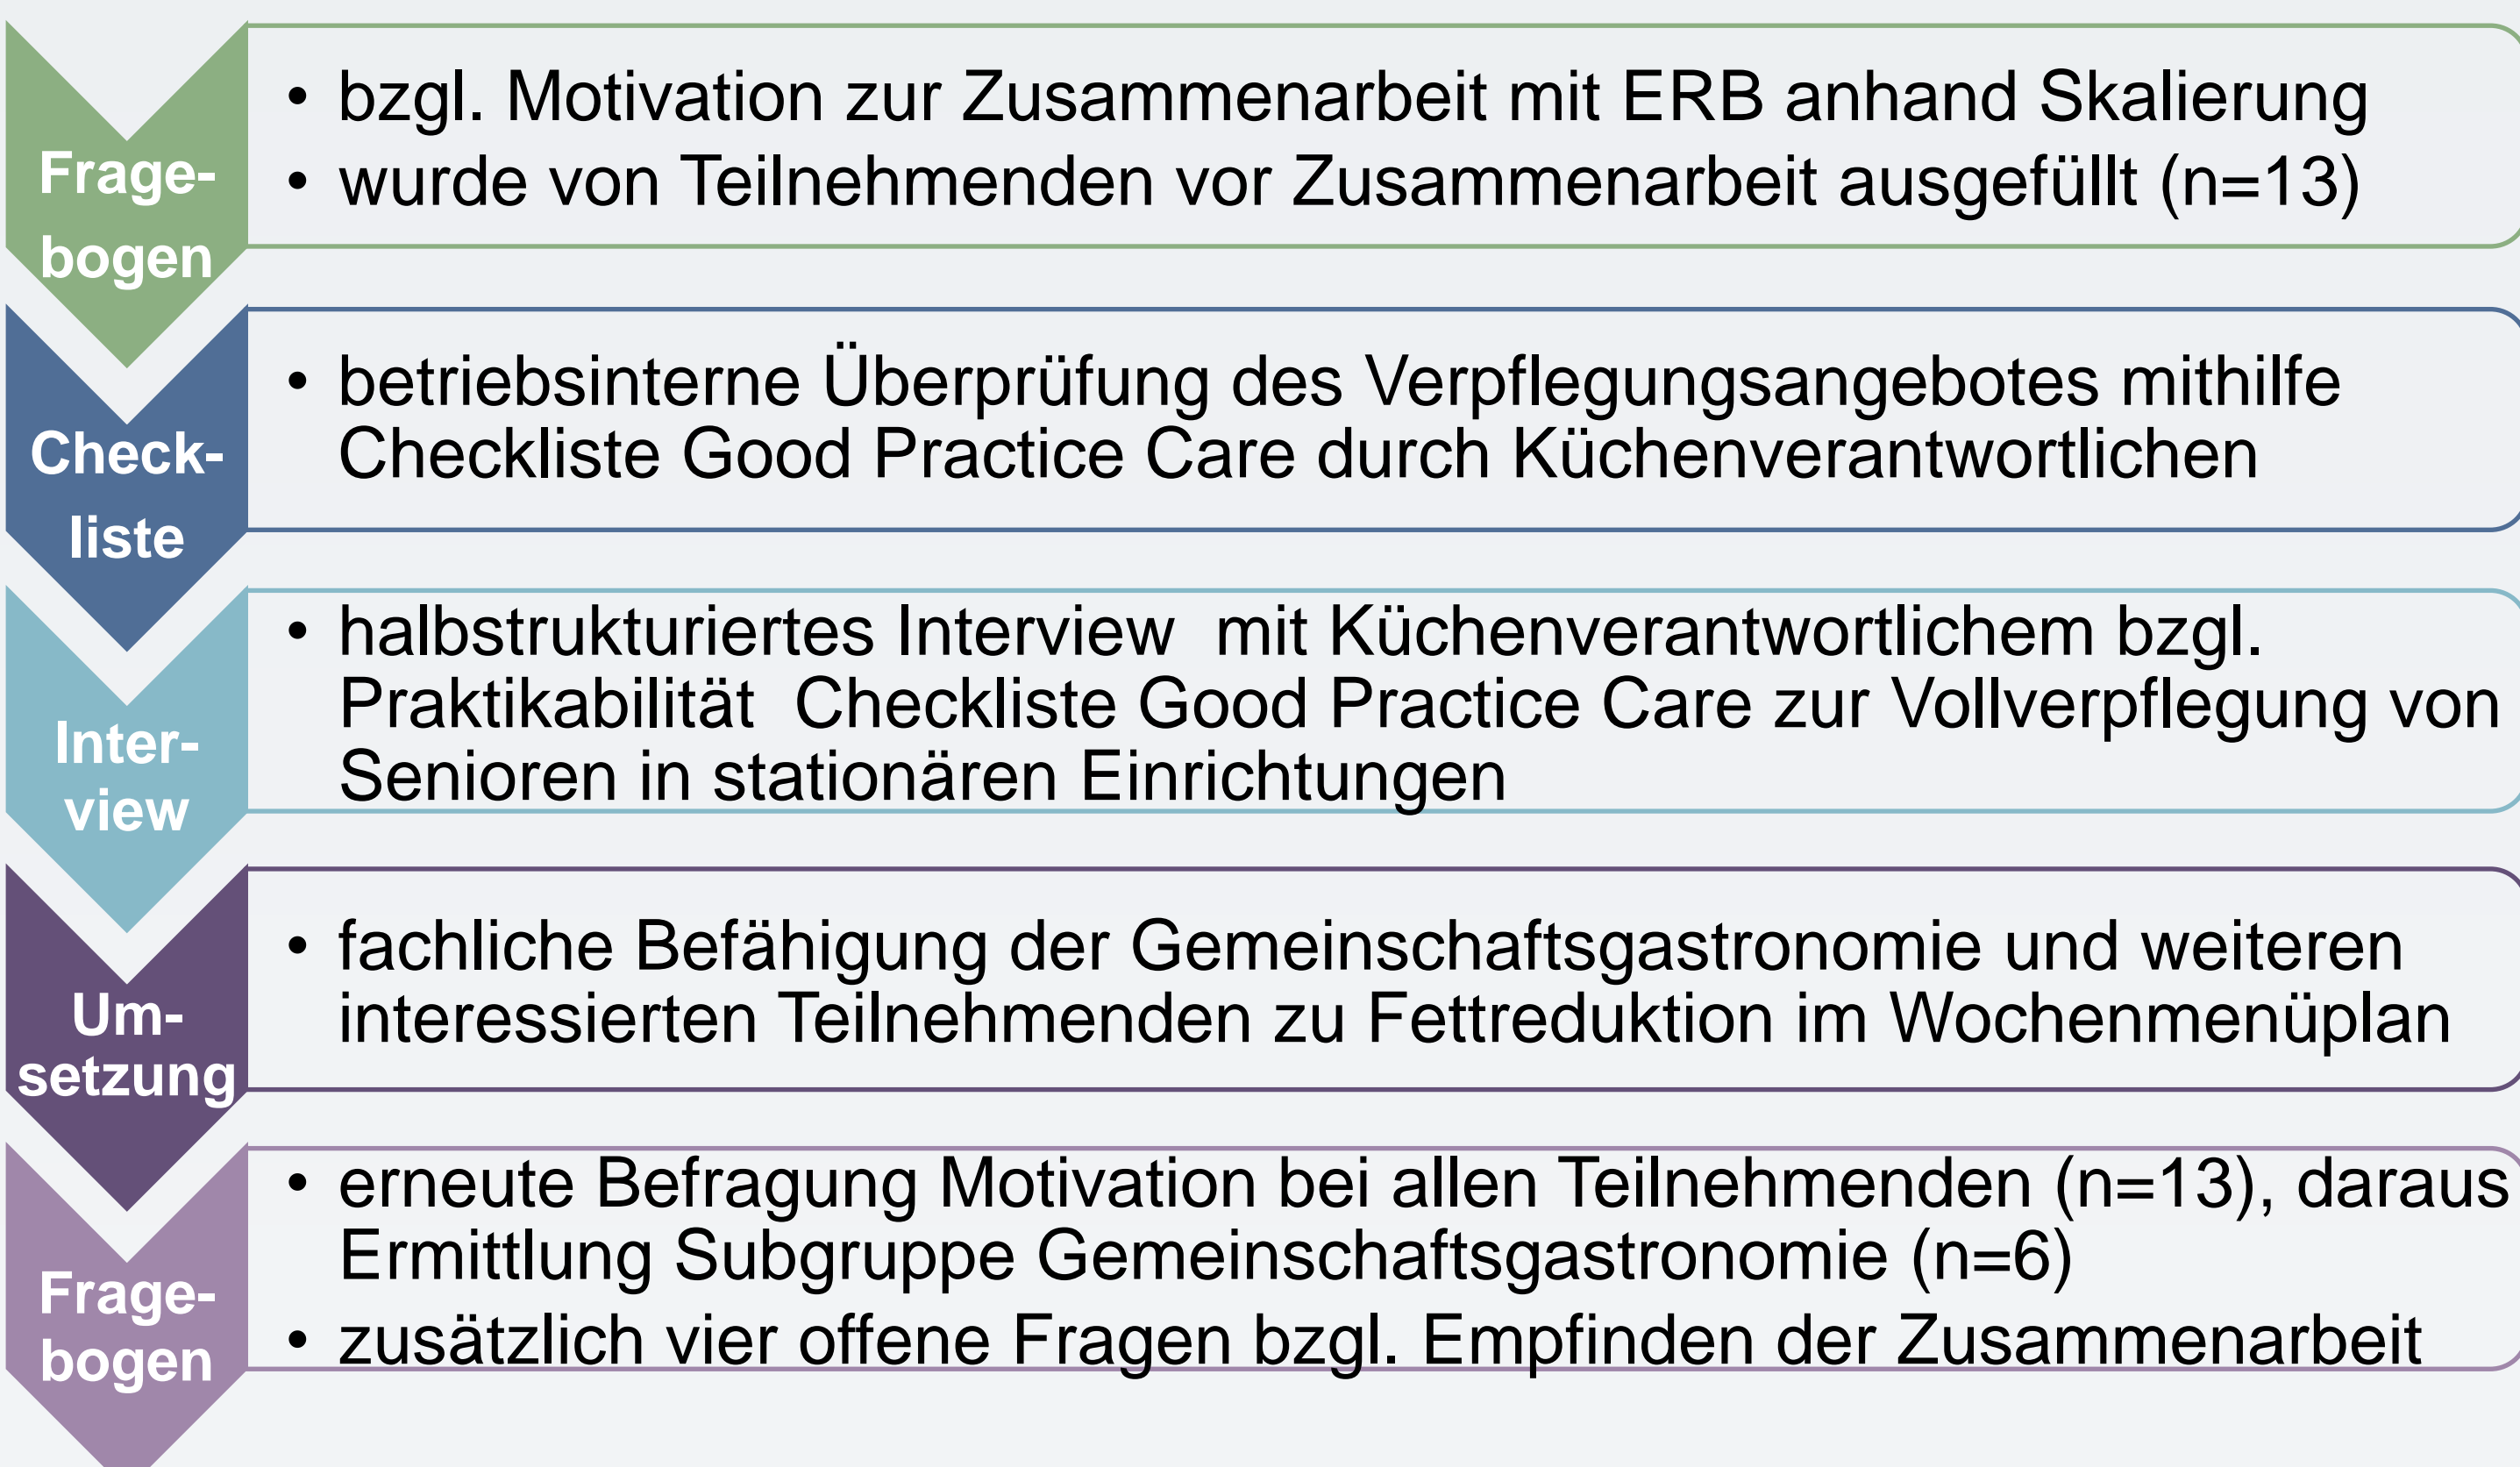 Frage-
bogen
• bzgl. Motivation zur Zusammenarbeit mit ERB anhand Skalierung
• wurde von Teilnehmenden vor Zusammenarbeit ausgefüllt (n=13)
Check-
liste
• betriebsinterne Überprüfung des Verpflegungsangebotes mithilfe
Checkliste Good Practice Care durch Küchenverantwortlichen
Inter-
view
• halbstrukturiertes Interview  mit Küchenverantwortlichem bzgl.
Praktikabilität  Checkliste Good Practice Care zur Vollverpflegung von
Senioren in stationären Einrichtungen
Um-
setzung
• fachliche Befähigung der Gemeinschaftsgastronomie und weiteren
interessierten Teilnehmenden zu Fettreduktion im Wochenmenüplan
Frage-
bogen
• erneute Befragung Motivation bei allen Teilnehmenden (n=13), daraus
Ermittlung Subgruppe Gemeinschaftsgastronomie (n=6)
• zusätzlich vier offene Fragen bzgl. Empfinden der Zusammenarbeit